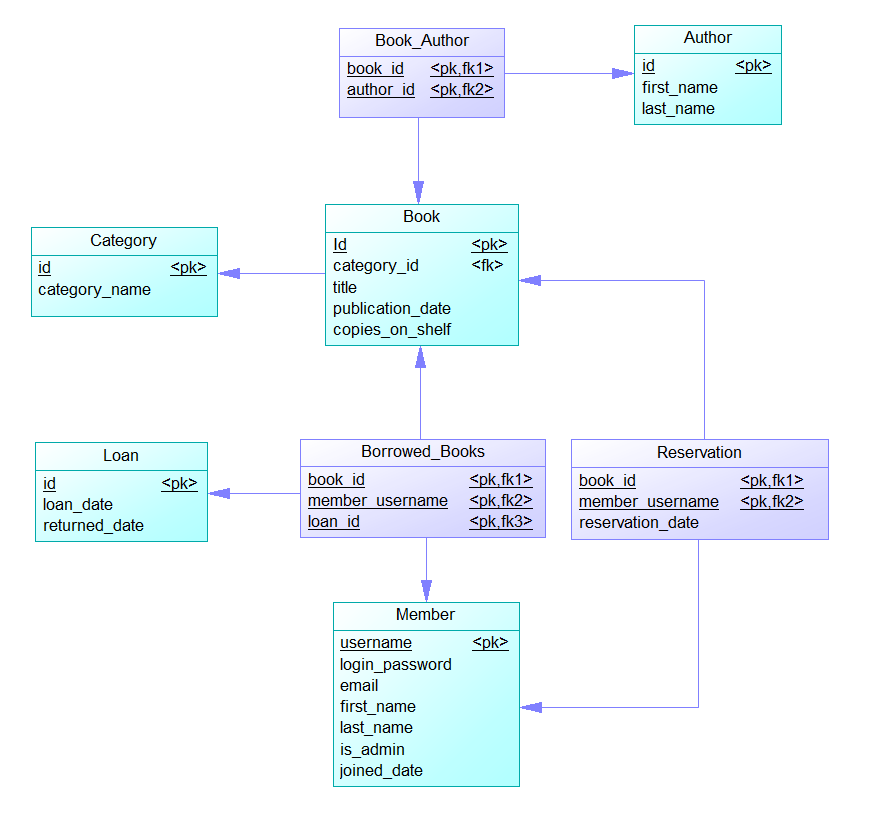 Book_Author
book_id <pk,fk1>
author_id <pk,fk2>
Author
id <pk>
first_name
last_name
Category
id <pk>
category_name
Book
Id <pk>
category_id <fk>
title
publication_date
copies_on_shelf
Loan
id <pk>
loan_date
returned_date
Borrowed_Books
book_id <pk,fk1>
member_username <pk,fk2>
loan_id <pk,fk3>
Reservation
book_id <pk,fk1>
member_username <pk,fk2>
reservation_date
Member
username <pk>
login_password
email
first_name
last_name
is_admin
joined_date